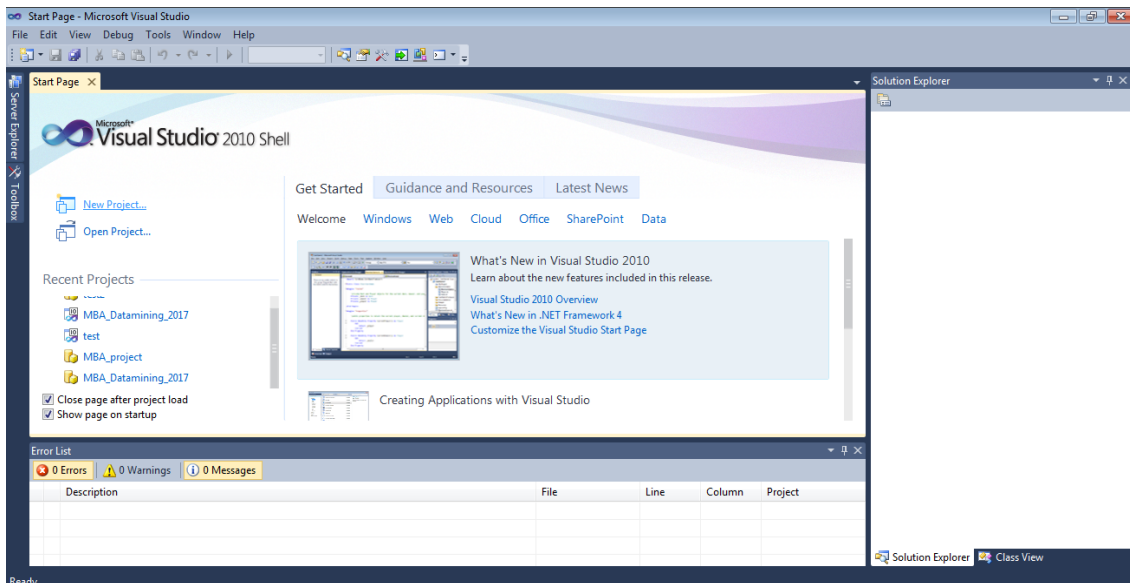 Start Page - Microsoft Visual Studio
File Edit View Debug Tools Window Help
Server Explorer
Toolbox
Start Page
Microsoft
Visual Studio 2010 Shell
New Project...
Open Project...
Recent Projects
MBA_Datamining_2017
test
MBA_project
MBA_Datamining_2017
Close page after project load
Show page on startup
Get Started Guidance and Resources Latest News
Welcome Windows Web Cloud Office SharePoint Data
What's New in Visual Studio 2010
Learn about the new features included in this release.
Visual Studio 2010 Overview
What's New in .NET Framework 4
Customize the Visual Studio Start Page
Creating Applications with Visual Studio
Error List
0 Errors 0 Warnings 0 Messages
Description File Line Column Project
Solution Explorer
Solution Explorer Class View
Ready